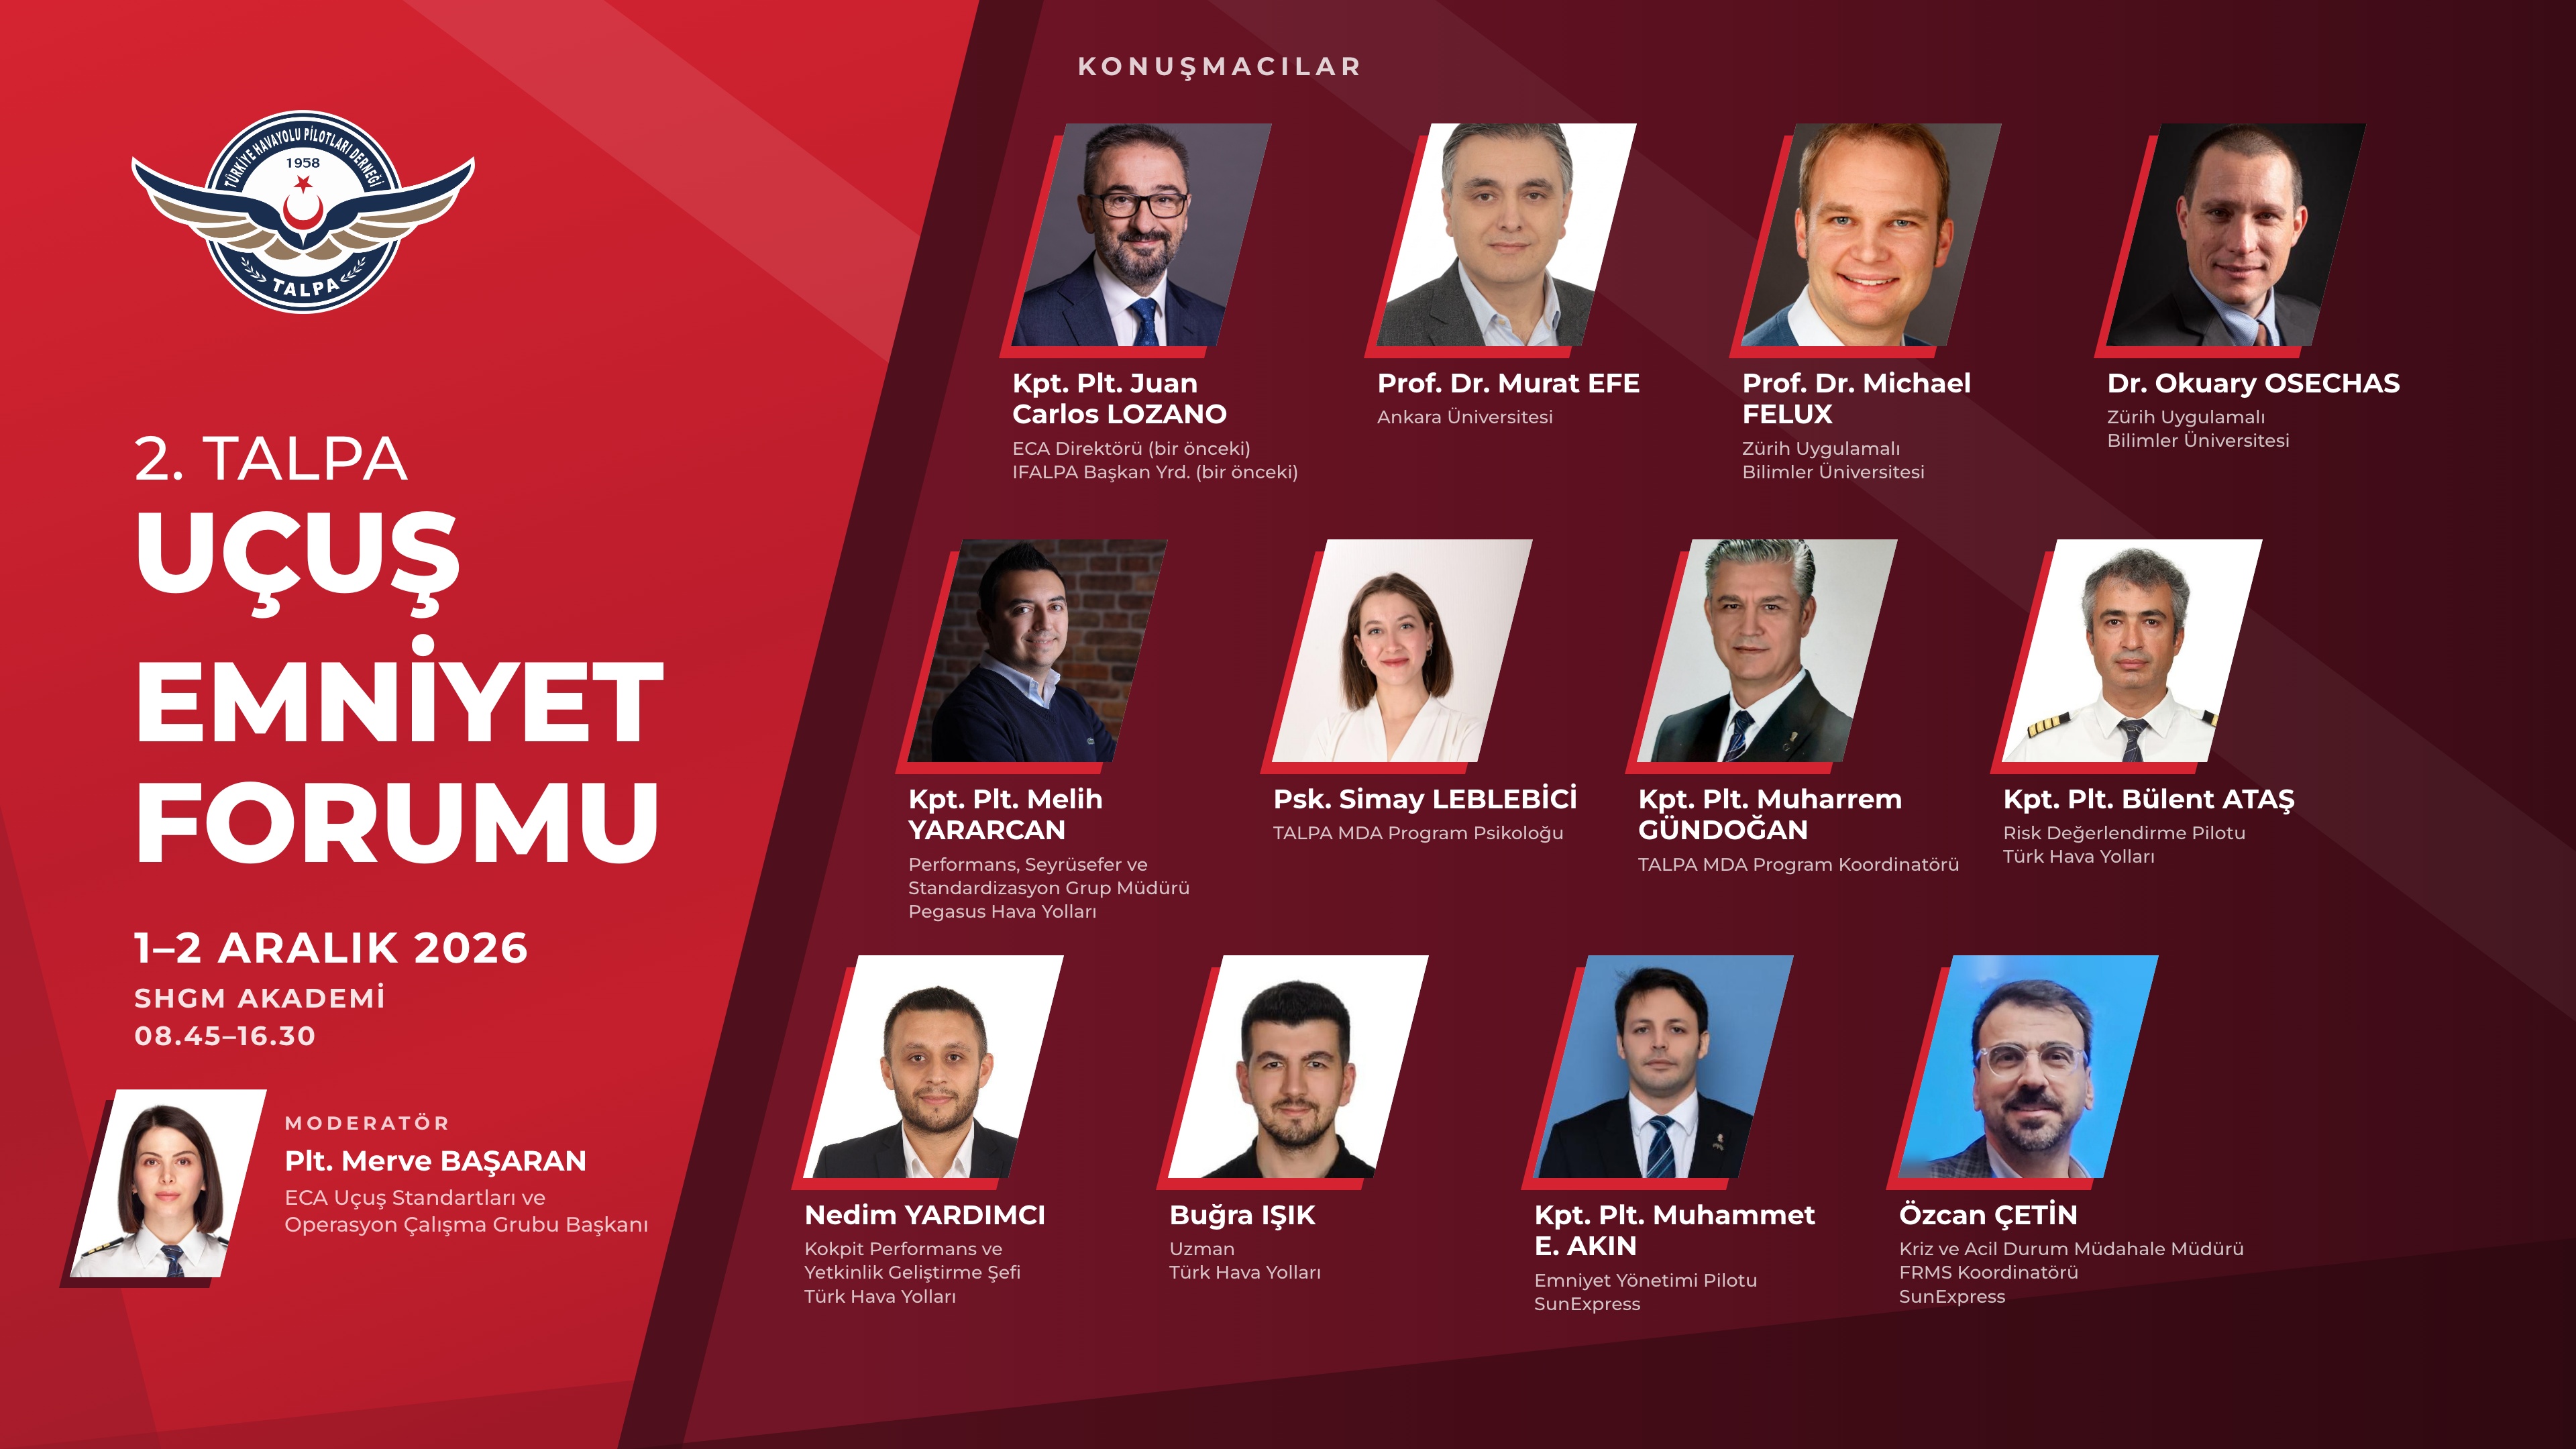 TÜRKİYE HAVAYOLU PİLOTLARI DERNEĞİ
1958
TALPA
2. TALPA
UÇUŞ
EMNİYET
FORUMU
1–2 ARALIK 2026
SHGM AKADEMİ
08.45–16.30
MODERATÖR
Plt. Merve BAŞARAN
ECA Uçuş Standartları ve
Operasyon Çalışma Grubu Başkanı
KONUŞMACILAR
Kpt. Plt. Juan
Carlos LOZANO
ECA Direktörü (bir önceki)
IFALPA Başkan Yrd. (bir önceki)
Prof. Dr. Murat EFE
Ankara Üniversitesi
Prof. Dr. Michael
FELUX
Zürih Uygulamalı
Bilimler Üniversitesi
Dr. Okuary OSECHAS
Zürih Uygulamalı
Bilimler Üniversitesi
Kpt. Plt. Melih
YARARCAN
Performans, Seyrüsefer ve
Standardizasyon Grup Müdürü
Pegasus Hava Yolları
Psk. Simay LEBLEBİCİ
TALPA MDA Program Psikoloğu
Kpt. Plt. Muharrem
GÜNDOĞAN
TALPA MDA Program Koordinatörü
Kpt. Plt. Bülent ATAŞ
Risk Değerlendirme Pilotu
Türk Hava Yolları
Nedim YARDIMCI
Kokpit Performans ve
Yetkinlik Geliştirme Şefi
Türk Hava Yolları
Buğra IŞIK
Uzman
Türk Hava Yolları
Kpt. Plt. Muhammet
E. AKIN
Emniyet Yönetimi Pilotu
SunExpress
Özcan ÇETİN
Kriz ve Acil Durum Müdahale Müdürü
FRMS Koordinatörü
SunExpress